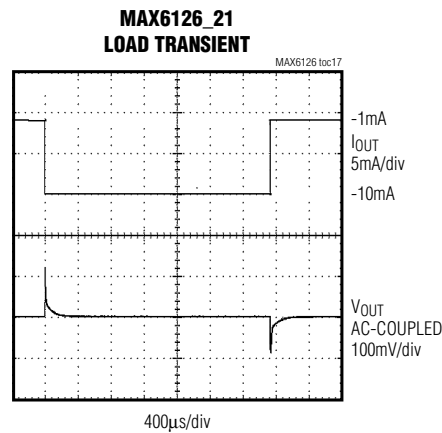 MAX6126_21
LOAD TRANSIENT
MAX6126 toc17
-1mA
IOUT
5mA/div
-10mA
VOUT
AC-COUPLED
100mV/div
400µs/div